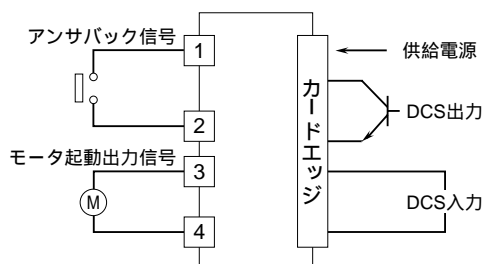 アンサバック信号
1
2
モータ起動出力信号
3
M
4
カードエッジ
供給電源
DCS出力
DCS入力